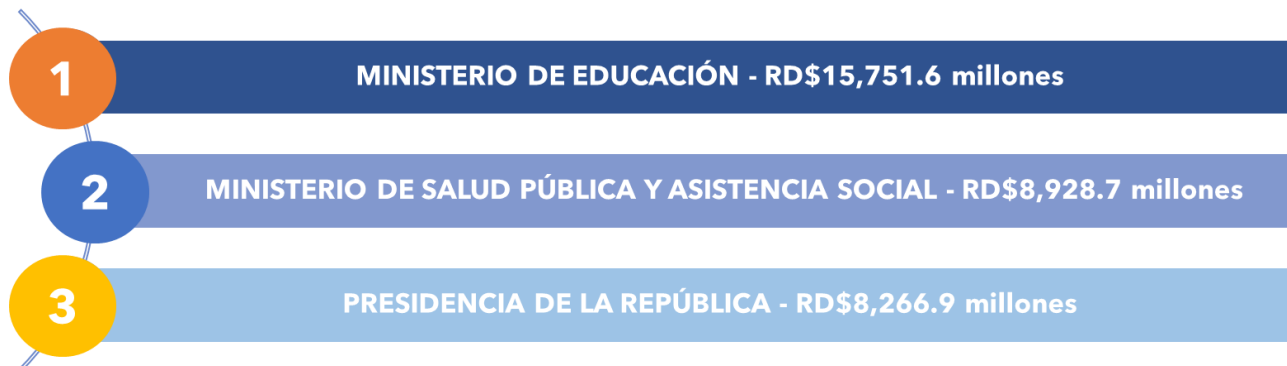 1
MINISTERIO DE EDUCACIÓN - RD$15,751.6 millones
2
MINISTERIO DE SALUD PÚBLICA Y ASISTENCIA SOCIAL - RD$8,928.7 millones
3
PRESIDENCIA DE LA REPÚBLICA - RD$8,266.9 millones